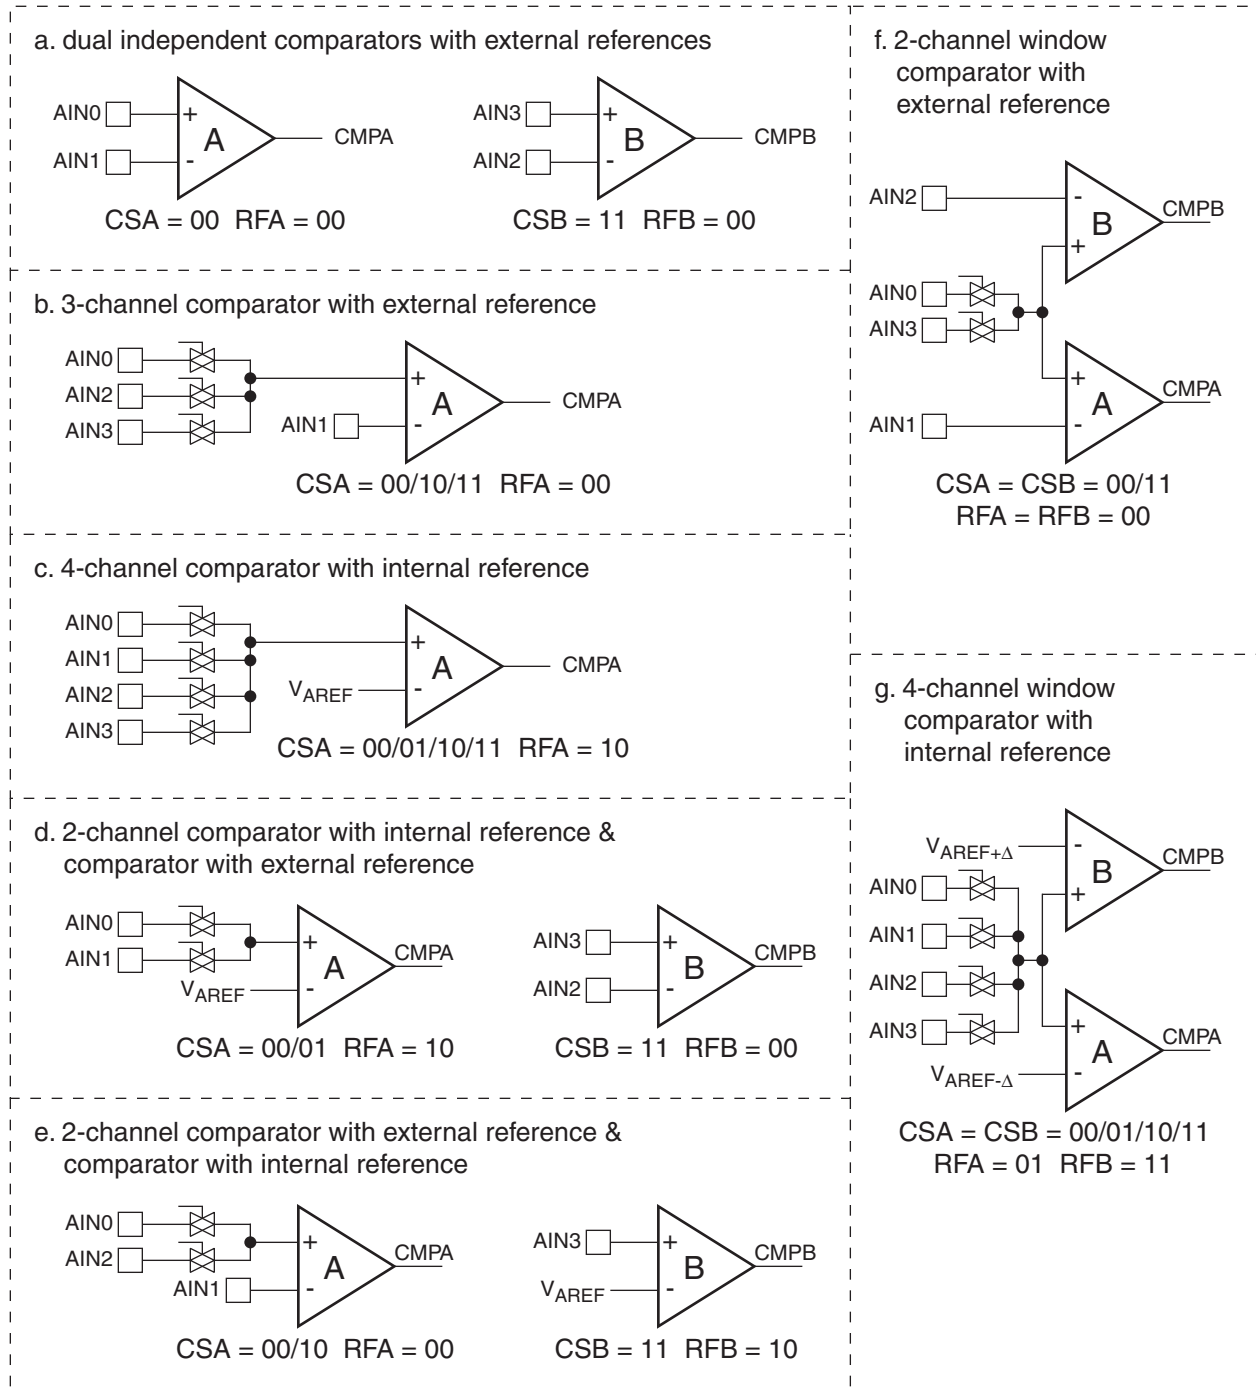 a. dual independent comparators with external references
AIN0
+
A
CMPA
AIN1
-
CSA = 00 RFA = 00
AIN3
+
B
CMPB
AIN2
-
CSB = 11 RFB = 00
b. 3-channel comparator with external reference
AIN0
AIN2
AIN3
+
A
CMPA
AIN1
-
CSA = 00/10/11 RFA = 00
c. 4-channel comparator with internal reference
AIN0
AIN1
AIN2
AIN3
+
A
CMPA
VAREF
-
CSA = 00/01/10/11 RFA = 10
d. 2-channel comparator with internal reference &
comparator with external reference
AIN0
AIN1
+
A
CMPA
VAREF
-
CSA = 00/01 RFA = 10
AIN3
+
B
CMPB
AIN2
-
CSB = 11 RFB = 00
e. 2-channel comparator with external reference &
comparator with internal reference
AIN0
AIN2
+
A
CMPA
AIN1
-
CSA = 00/10 RFA = 00
AIN3
+
B
CMPB
VAREF
-
CSB = 11 RFB = 10
f. 2-channel window
comparator with
external reference
AIN2
-
B
CMPB
+
AIN0
AIN3
+
A
CMPA
AIN1
-
CSA = CSB = 00/11
RFA = RFB = 00
g. 4-channel window
comparator with
internal reference
VAREF+Δ
-
B
CMPB
AIN0
+
AIN1
AIN2
AIN3
+
A
CMPA
VAREF-Δ
-
CSA = CSB = 00/01/10/11
RFA = 01 RFB = 11